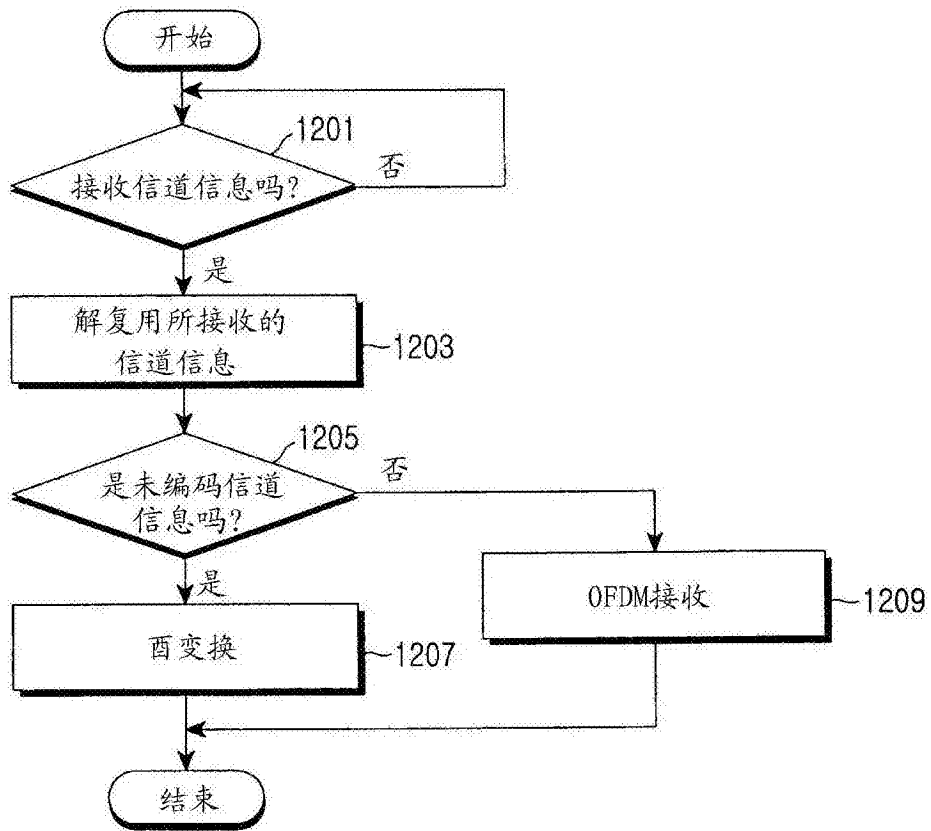 开始
1201
接收信道信息吗?
否
是
解复用所接收的
信道信息
1203
1205
是未编码信道
信息吗?
否
是
酉变换
1207
OFDM接收
1209
结束